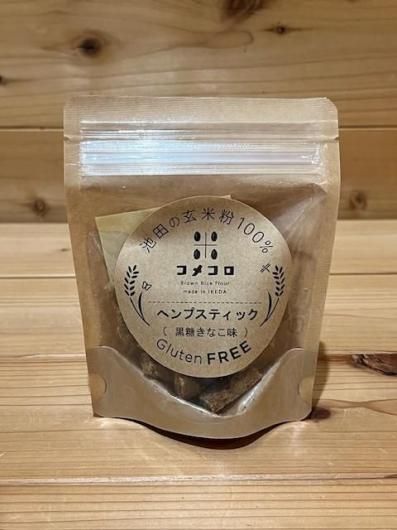 池田の玄米粉100%
コメコロ
Brown Rice Flour
made in IKEDA
ヘンプスティック
(黒糖きなこ味)
Gluten FREE